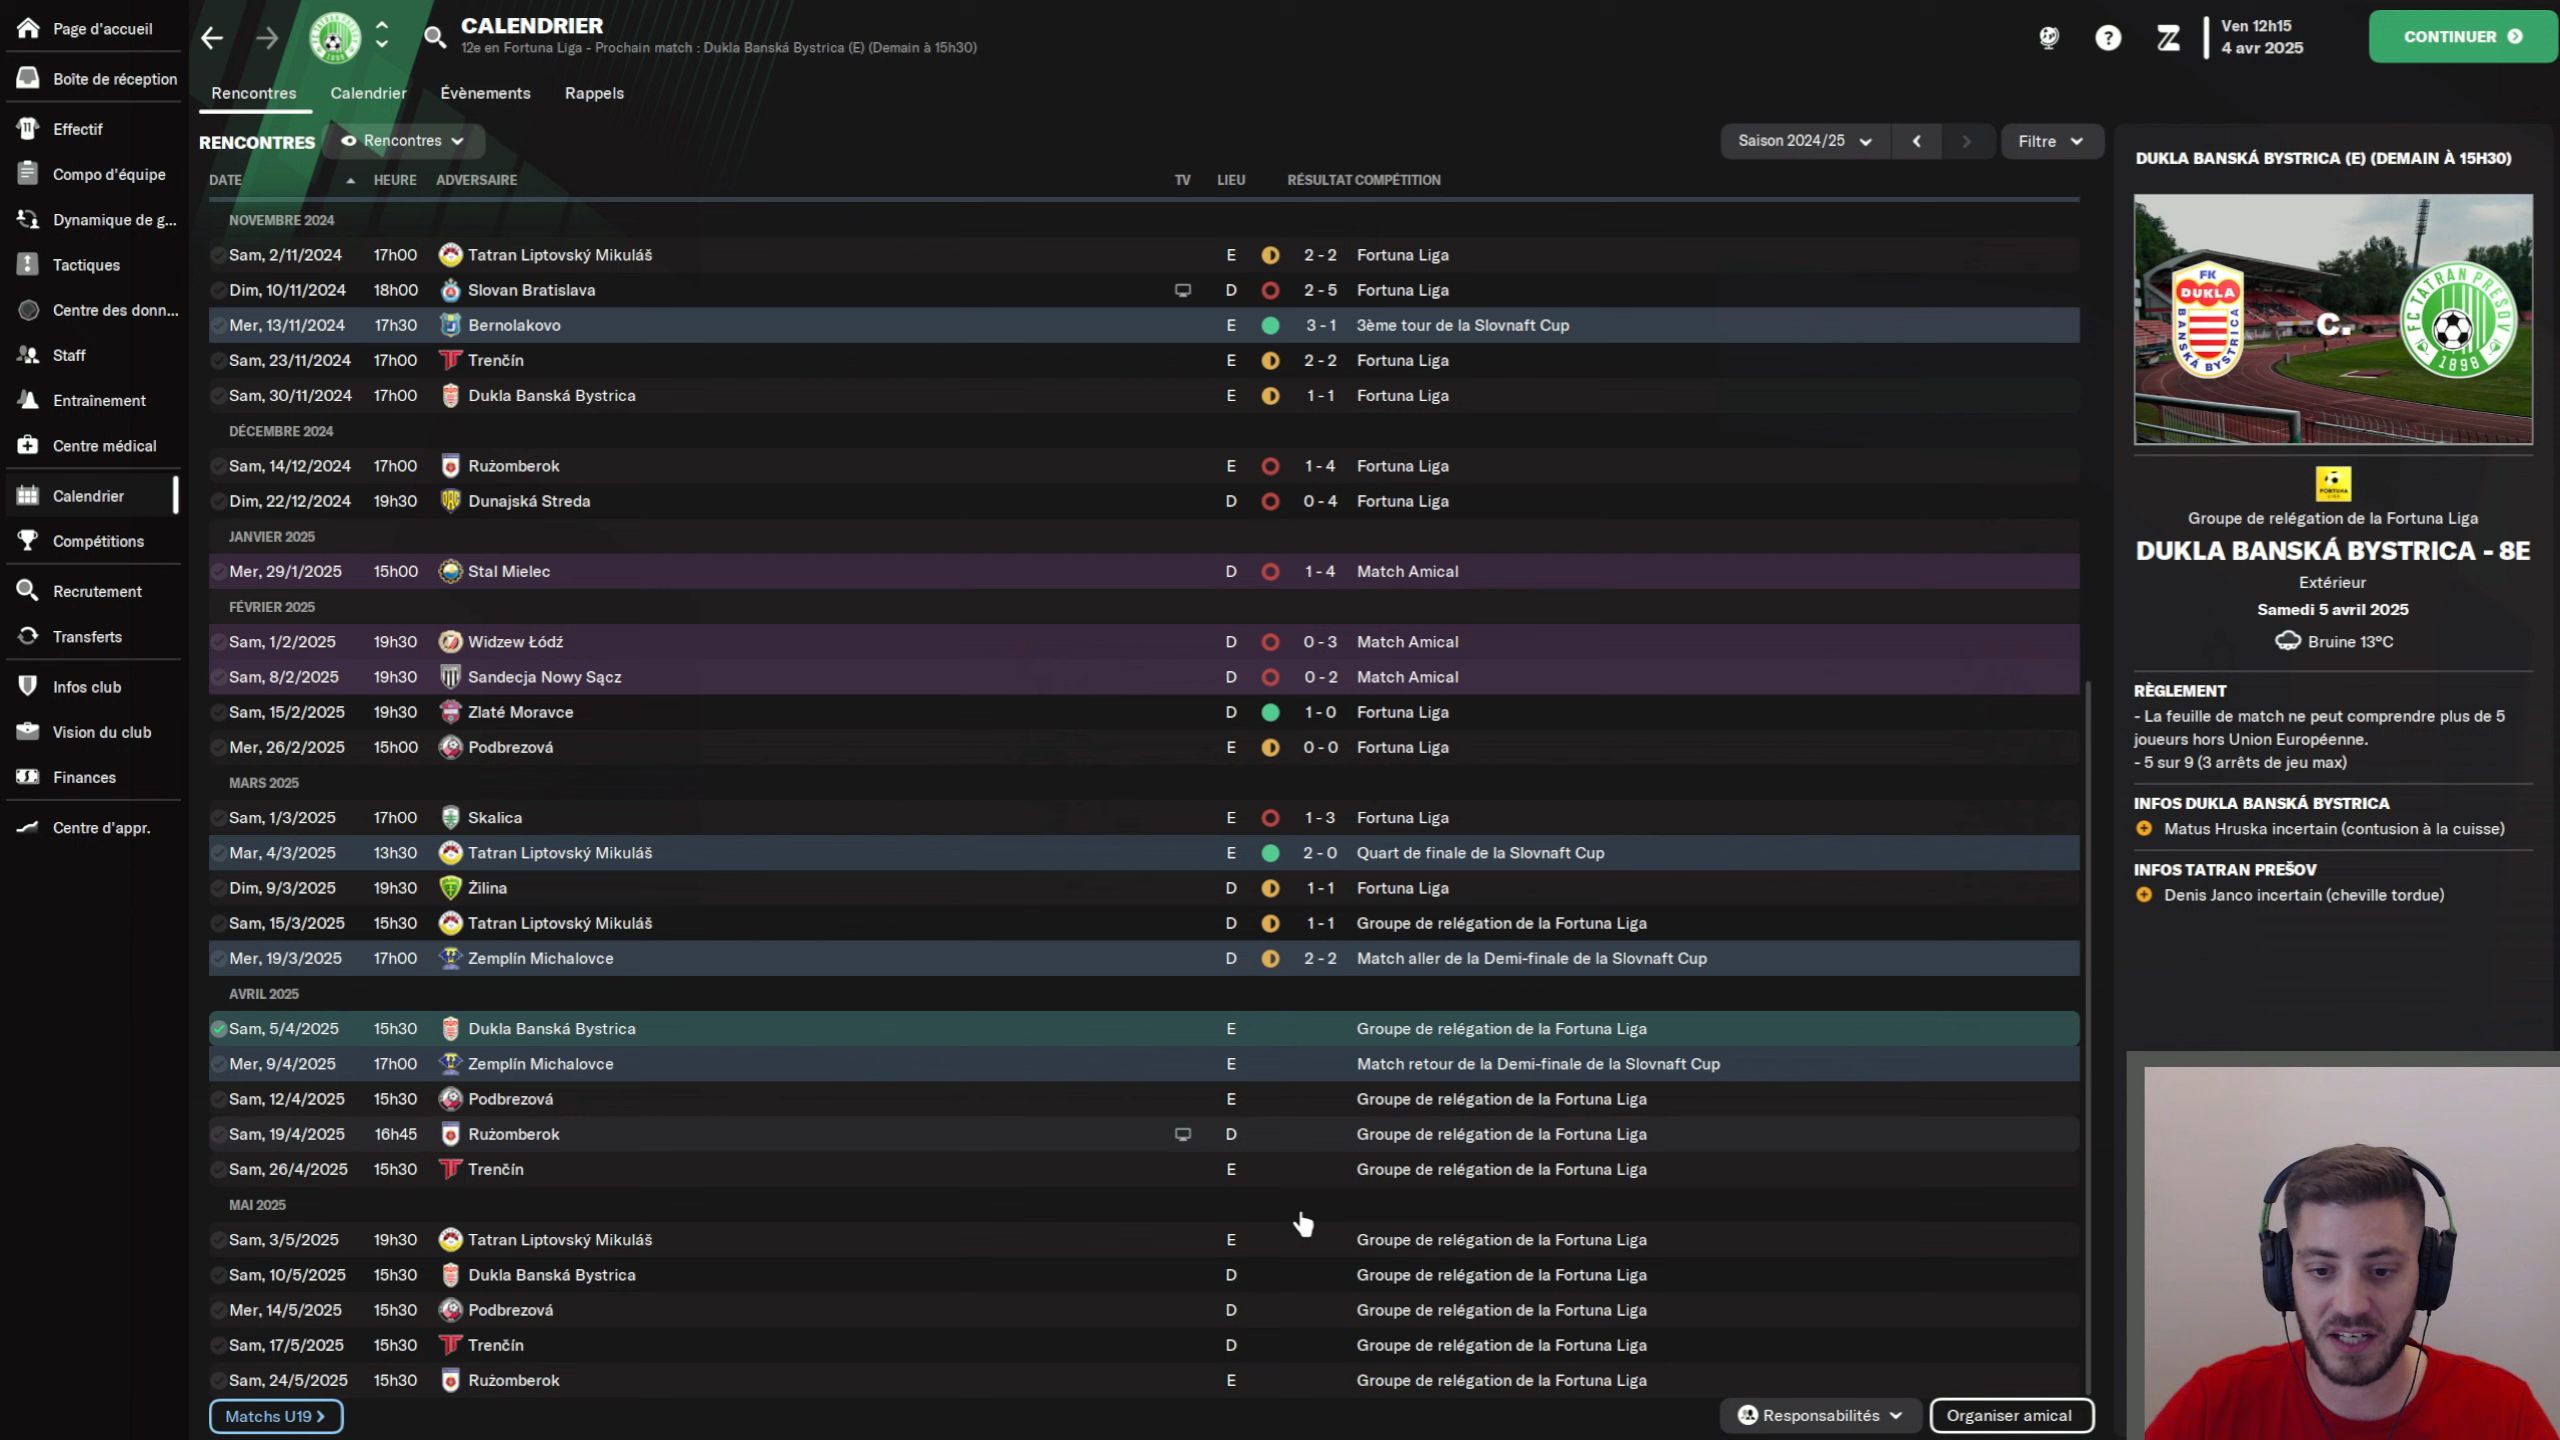 Page d'accueil
Boîte de réception
Effectif
Compo d'équipe
Dynamique de g...
Tactiques
Centre des donn...
Staff
Entraînement
Centre médical
Calendrier
Compétitions
Recrutement
Transferts
Infos club
Vision du club
Finances
Centre d'appr.
CALENDRIER
12e en Fortuna Liga - Prochain match : Dukla Banská Bystrica (E) (Demain à 15h30)
Ven 12h15
4 avr 2025
CONTINUER
Rencontres Calendrier Évènements Rappels
RENCONTRES Rencontres Saison 2024/25 Filtre
DATE HEURE ADVERSAIRE TV LIEU RÉSULTAT COMPÉTITION
NOVEMBRE 2024
Sam, 2/11/2024 17h00 Tatran Liptovský Mikuláš E 2 - 2 Fortuna Liga
Dim, 10/11/2024 18h00 Slovan Bratislava D 2 - 5 Fortuna Liga
Mer, 13/11/2024 17h30 Bernolakovo E 3 - 1 3ème tour de la Slovnaft Cup
Sam, 23/11/2024 17h00 Trenčín E 2 - 2 Fortuna Liga
Sam, 30/11/2024 17h00 Dukla Banská Bystrica E 1 - 1 Fortuna Liga
DÉCEMBRE 2024
Sam, 14/12/2024 17h00 Ružomberok E 1 - 4 Fortuna Liga
Dim, 22/12/2024 19h30 Dunajská Streda D 0 - 4 Fortuna Liga
JANVIER 2025
Mer, 29/1/2025 15h00 Stal Mielec D 1 - 4 Match Amical
FÉVRIER 2025
Sam, 1/2/2025 19h30 Widzew Łódź D 0 - 3 Match Amical
Sam, 8/2/2025 19h30 Sandecja Nowy Sącz D 0 - 2 Match Amical
Sam, 15/2/2025 19h30 Zlaté Moravce D 1 - 0 Fortuna Liga
Mer, 26/2/2025 15h00 Podbrezová E 0 - 0 Fortuna Liga
MARS 2025
Sam, 1/3/2025 17h00 Skalica E 1 - 3 Fortuna Liga
Mar, 4/3/2025 13h30 Tatran Liptovský Mikuláš E 2 - 0 Quart de finale de la Slovnaft Cup
Dim, 9/3/2025 19h30 Žilina D 1 - 1 Fortuna Liga
Sam, 15/3/2025 15h30 Tatran Liptovský Mikuláš D 1 - 1 Groupe de relégation de la Fortuna Liga
Mer, 19/3/2025 17h00 Zemplín Michalovce D 2 - 2 Match aller de la Demi-finale de la Slovnaft Cup
AVRIL 2025
Sam, 5/4/2025 15h30 Dukla Banská Bystrica E Groupe de relégation de la Fortuna Liga
Mer, 9/4/2025 17h00 Zemplín Michalovce E Match retour de la Demi-finale de la Slovnaft Cup
Sam, 12/4/2025 15h30 Podbrezová E Groupe de relégation de la Fortuna Liga
Sam, 19/4/2025 16h45 Ružomberok D Groupe de relégation de la Fortuna Liga
Sam, 26/4/2025 15h30 Trenčín E Groupe de relégation de la Fortuna Liga
MAI 2025
Sam, 3/5/2025 19h30 Tatran Liptovský Mikuláš E Groupe de relégation de la Fortuna Liga
Sam, 10/5/2025 15h30 Dukla Banská Bystrica D Groupe de relégation de la Fortuna Liga
Mer, 14/5/2025 15h30 Podbrezová D Groupe de relégation de la Fortuna Liga
Sam, 17/5/2025 15h30 Trenčín D Groupe de relégation de la Fortuna Liga
Sam, 24/5/2025 15h30 Ružomberok E Groupe de relégation de la Fortuna Liga
Matchs U19 Responsabilités Organiser amical
DUKLA BANSKÁ BYSTRICA (E) (DEMAIN À 15H30)
FK
DUKLA
BANSKÁ BYSTRICA
c.
FC TATRAN PREŠOV
1898
FORTUNA
LIGA
Groupe de relégation de la Fortuna Liga
DUKLA BANSKÁ BYSTRICA - 8E
Extérieur
Samedi 5 avril 2025
Bruine 13°C
RÈGLEMENT
- La feuille de match ne peut comprendre plus de 5
joueurs hors Union Européenne.
- 5 sur 9 (3 arrêts de jeu max)
INFOS DUKLA BANSKÁ BYSTRICA
Matus Hruska incertain (contusion à la cuisse)
INFOS TATRAN PREŠOV
Denis Janco incertain (cheville tordue)